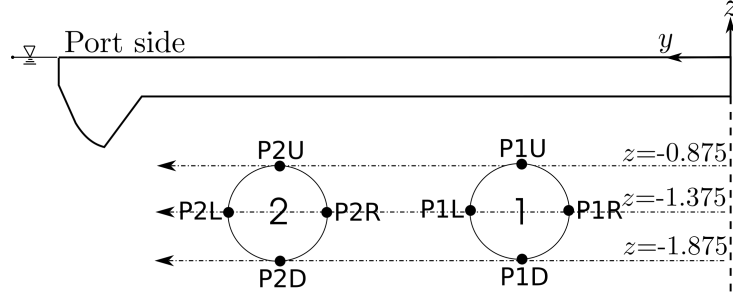 z
Port side
y
P2U
P1U
z=-0.875
P2L
2
P2R
P1L
1
P1R
z=-1.375
z=-1.875
P2D
P1D